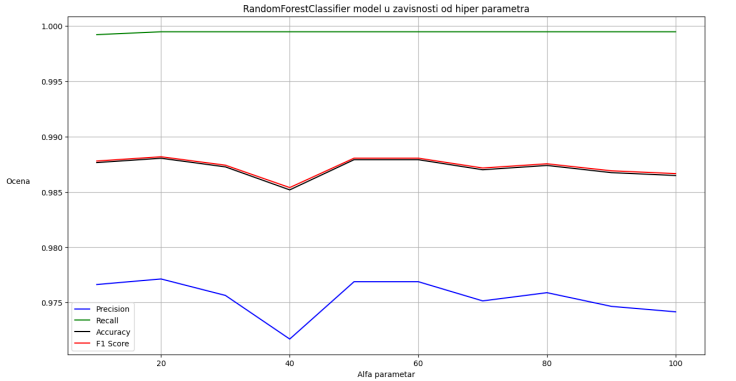 RandomForestClassifier model u zavisnosti od hiper parametra
1.000
0.995
0.990
0.985
0.980
0.975
Ocena
Precision
Recall
Accuracy
F1 Score
20
40
60
80
100
Alfa parametar